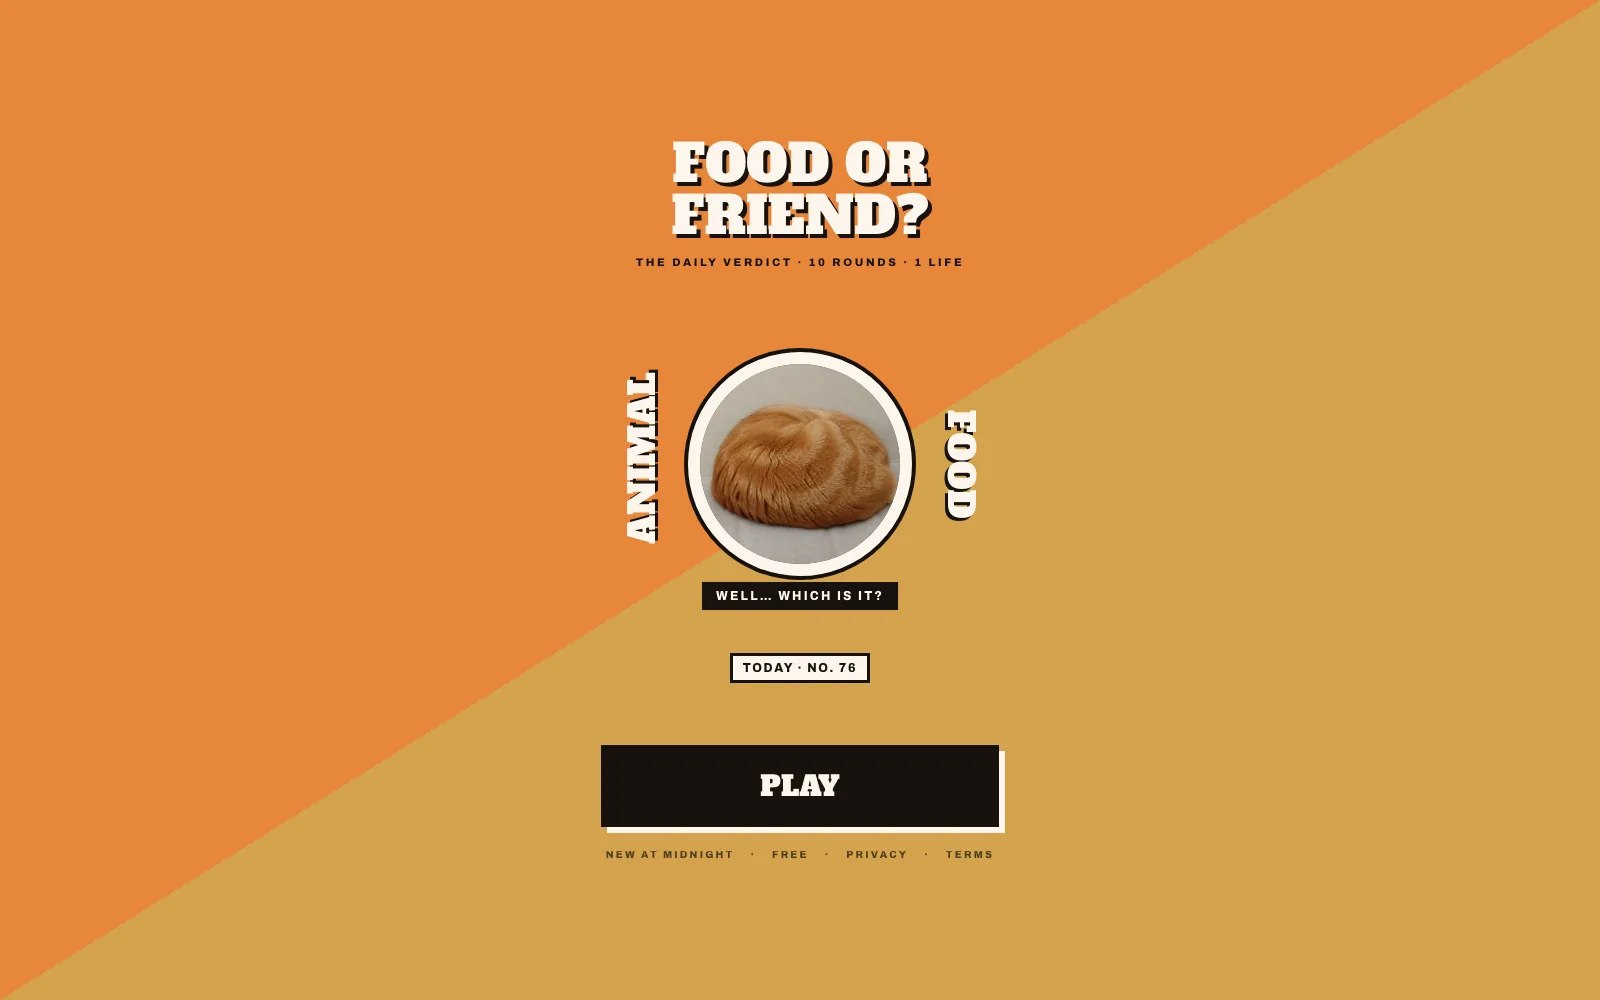 FOOD OR
FRIEND?
THE DAILY VERDICT · 10 ROUNDS · 1 LIFE
ANIMAL
FOOD
WELL... WHICH IS IT?
TODAY · NO. 76
PLAY
NEW AT MIDNIGHT · FREE · PRIVACY · TERMS